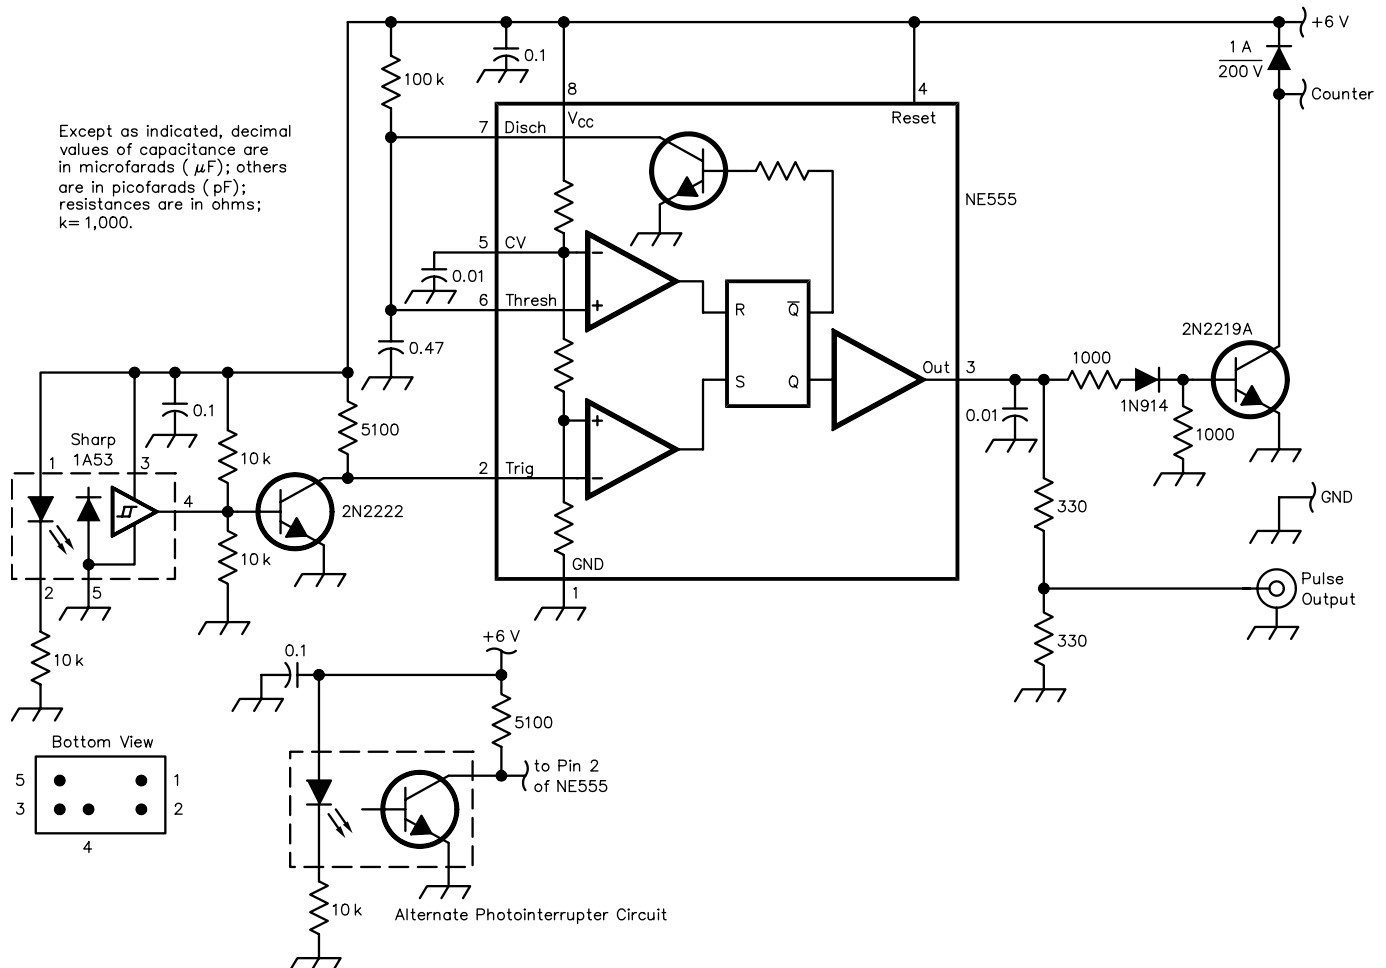 +6 V
1 A
200 V
Counter
0.1
100 k
8
4
VCC
Reset
7
Disch
Except as indicated, decimal
values of capacitance are
in microfarads ( µF); others
are in picofarads ( pF);
resistances are in ohms;
k= 1,000.
NE555
5
CV
0.01
6
Thresh
−
+
R
Q̅
S
Q
0.47
2N2219A
Out
3
1000
1N914
0.01
1000
0.1
5100
10 k
Sharp
1A53
1
3
4
2
Trig
+
−
2N2222
330
GND
10 k
2
5
GND
1
Pulse
Output
330
10 k
+6 V
0.1
5100
to Pin 2
of NE555
Bottom View
5
1
3
2
4
10 k
Alternate Photointerrupter Circuit